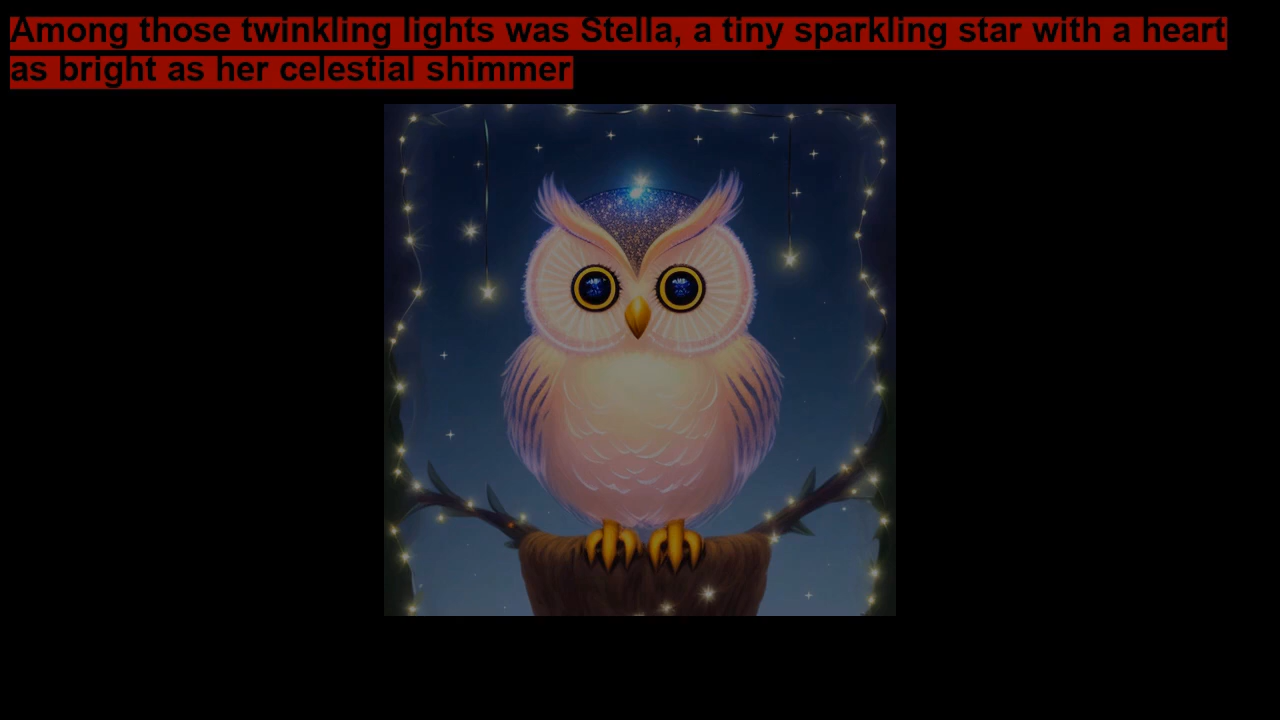 Among those twinkling lights was Stella, a tiny sparkling star with a heart
as bright as her celestial shimmer